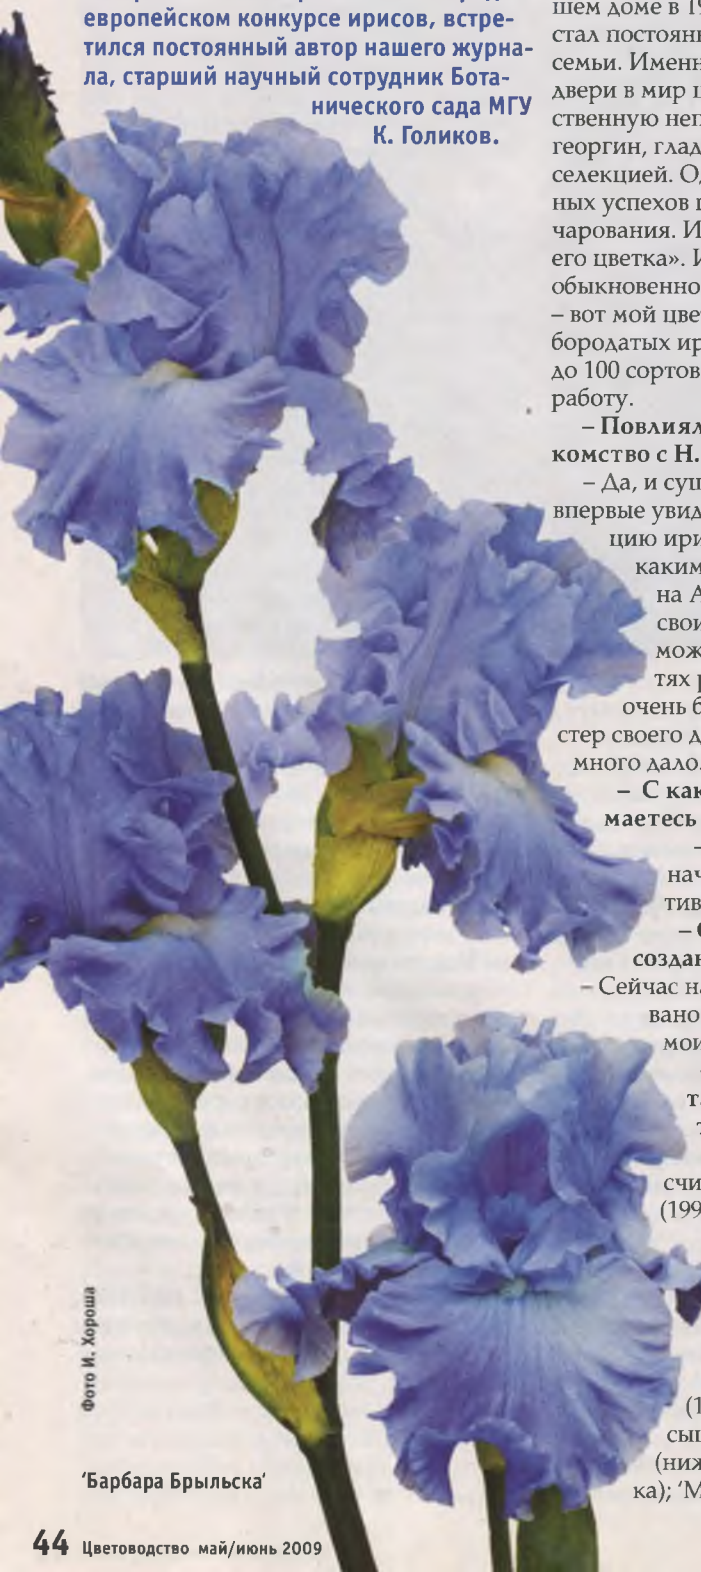 европейском конкурсе ирисов, встре-
тился постоянный автор нашего журна-
ла, старший научный сотрудник Бота-
нического сада МГУ
К. Голиков.
шем доме в 19
стал постоянн
семьи. Именн
двери в мир ц
ственную неп
георгин, глад
селекцией. О
ных успехов п
чарования. И
его цветка». И
обыкновенно
– вот мой цве
бородатых ир
до 100 сортов
работу.
– Повлиял
комство с Н.
– Да, и сущ
впервые увид
цию ири
каким
на А
свои
мож
тях р
очень б
стер своего д
много дало.
– С как
маетесь
–
нач
тив
–
создан
– Сейчас на
вано
мои
т
счи
(199
(1
сыщ
(ниж
ка); 'М
Фото И. Хороша
'Барбара Брыльска'
44 Цветоводство май/июнь 2009